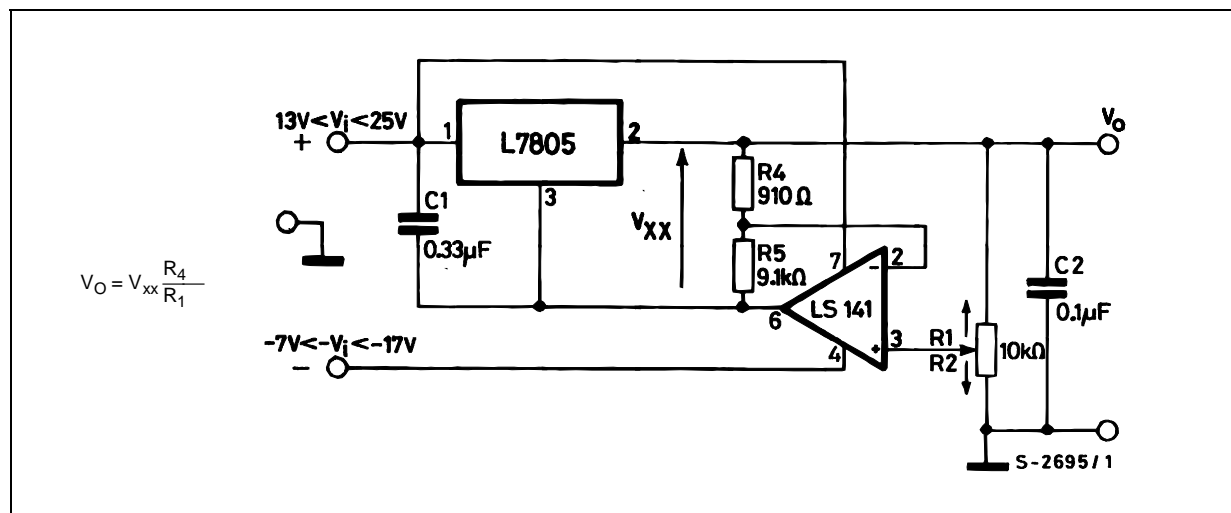 13V<Vi<25V
+
1
L7805
2
Vo
3
C1
0.33µF
VXX
R4
910Ω
R5
9.1kΩ
7
2
-
LS 141
6
4
+
3
R1
R2
10kΩ
C2
0.1µF
VO = Vxx R4
R1
-7V<-Vi<-17V
-
S-2695/1